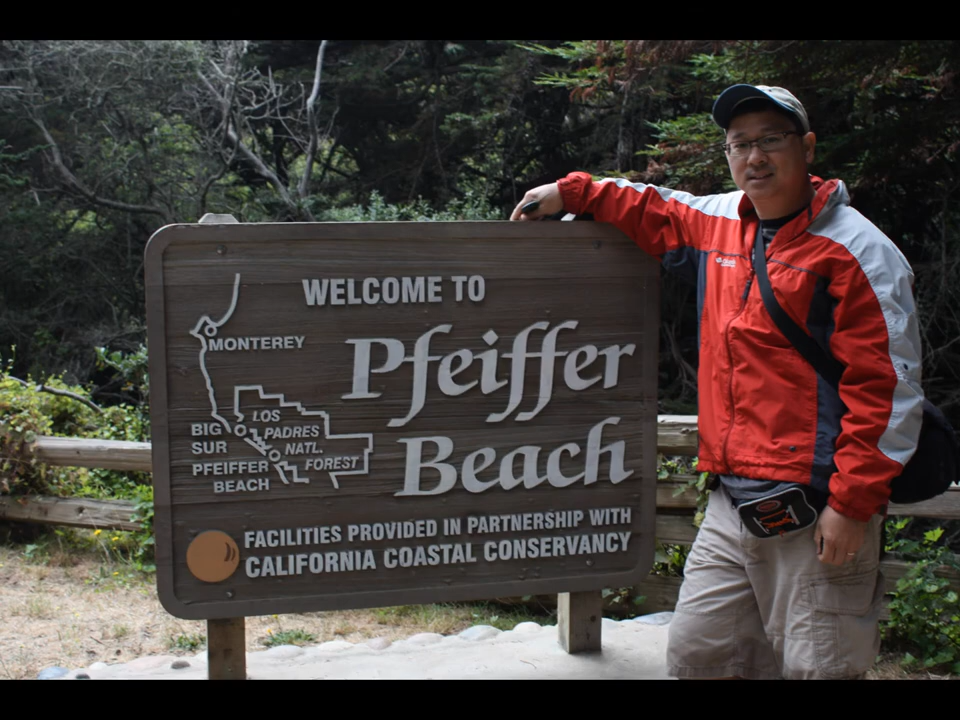 WELCOME TO
Pfeiffer
Beach
MONTEREY
LOS
PADRES
NATL.
FOREST
BIG
SUR
PFEIFFER
BEACH
FACILITIES PROVIDED IN PARTNERSHIP WITH
CALIFORNIA COASTAL CONSERVANCY